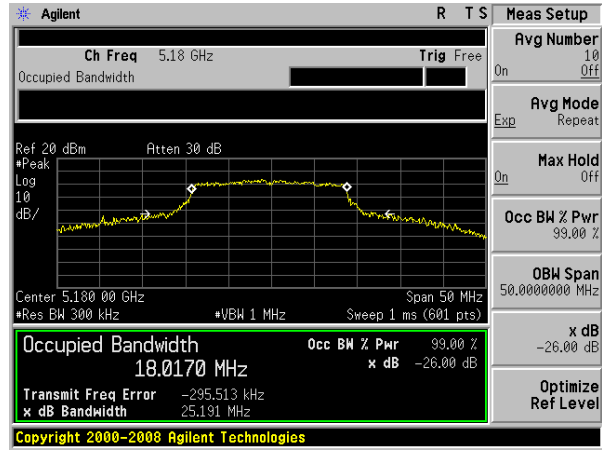 Agilent R T S Meas Setup
Avg Number
10
On Off
Ch Freq 5.18 GHz Trig Free
Occupied Bandwidth
Avg Mode
Exp Repeat
Ref 20 dBm Atten 30 dB
#Peak
Log
10
dB/
Max Hold
On Off
Occ BW % Pwr
99.00 %
OBW Span
50.0000000 MHz
Center 5.180 00 GHz Span 50 MHz
#Res BW 300 kHz #VBW 1 MHz Sweep 1 ms (601 pts)
x dB
-26.00 dB
Optimize
Ref Level
Occupied Bandwidth Occ BW % Pwr 99.00 %
18.0170 MHz x dB -26.00 dB
Transmit Freq Error -295.513 kHz
x dB Bandwidth 25.191 MHz
Copyright 2000-2008 Agilent Technologies